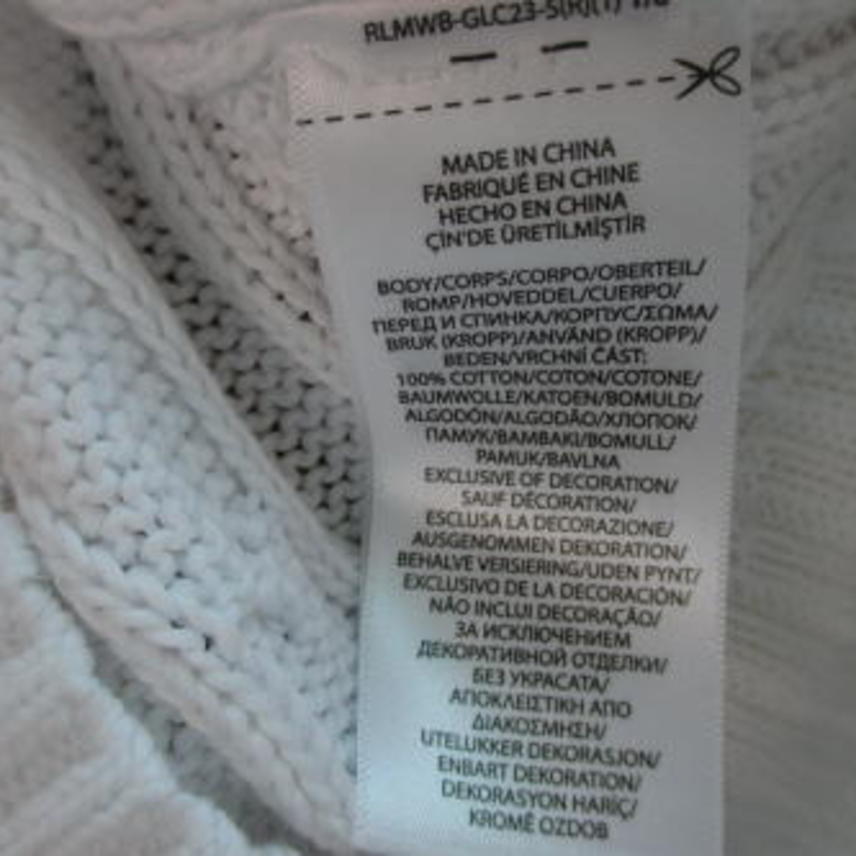 RLMWB-GLC23-S(R)(1)
MADE IN CHINA
FABRIQUÉ EN CHINE
HECHO EN CHINA
ÇİN'DE ÜRETİLMİŞTİR
BODY/CORPS/CORPO/OBERTEIL/
ROMP/HOVEDDEL/CUERPO/
ПЕРЕД И СПИНКА/КОРПУС/ΣΩΜΑ/
BRUK (KROPP)/ANVÄND (KROPP)/
BEDEN/VRCHNÍ ČÁST:
100% COTTON/COTON/COTONE/
BAUMWOLLE/KATOEN/BOMULD/
ALGODÓN/ALGODÃO/ХЛОПОК/
ПАМУК/ΒΑΜΒΑΚΙ/BOMULL/
PAMUK/BAVLNA
EXCLUSIVE OF DECORATION/
SAUF DÉCORATION/
ESCLUSA LA DECORAZIONE/
AUSGENOMMEN DEKORATION/
BEHALVE VERSIERING/UDEN PYNT/
EXCLUSIVO DE LA DECORACIÓN/
NÃO INCLUI DECORAÇÃO/
ЗА ИСКЛЮЧЕНИЕМ
ДЕКОРАТИВНОЙ ОТДЕЛКИ/
БЕЗ УКРАСАТА/
ΑΠΟΚΛΕΙΣΤΙΚΗ ΑΠΟ
ΔΙΑΚΟΣΜΗΣΗ/
UTELUKKER DEKORASJON/
ENBART DEKORATION/
DEKORASYON HARİÇ/
KROMĚ OZDOB